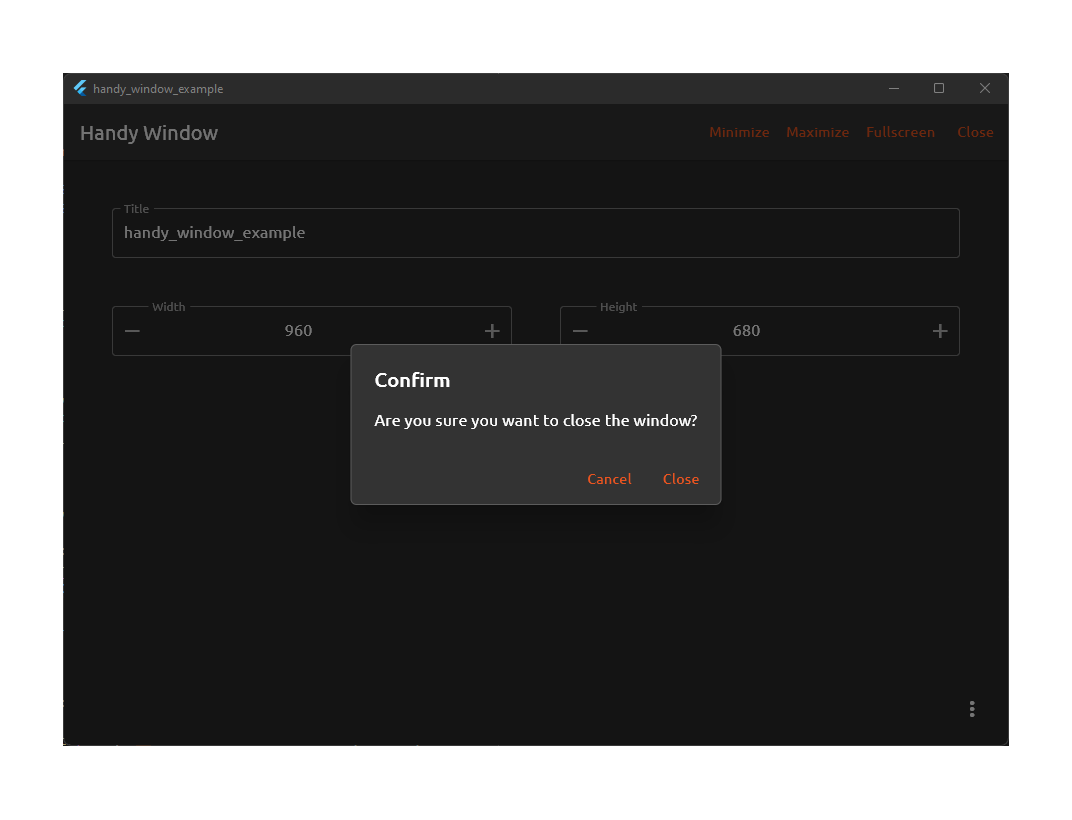 handy_window_example
Handy Window
Minimize Maximize Fullscreen Close
Title
handy_window_example
Width Height
960 680
Confirm
Are you sure you want to close the window?
Cancel Close